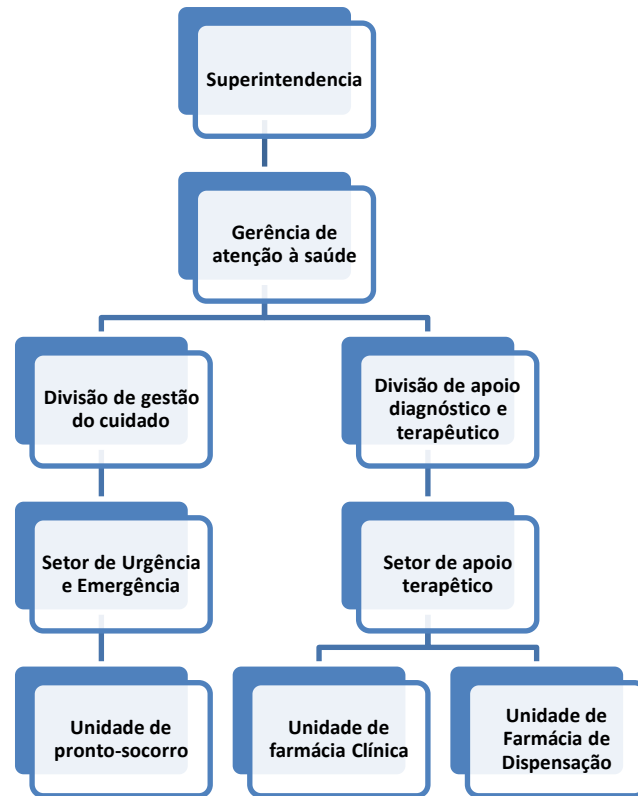 Superintendencia
Gerência de
atenção à saúde
Divisão de gestão
do cuidado
Divisão de apoio
diagnóstico e
terapêutico
Setor de Urgência
e Emergência
Setor de apoio
terapêtico
Unidade de
pronto-socorro
Unidade de
farmácia Clínica
Unidade de
Farmácia de
Dispensação